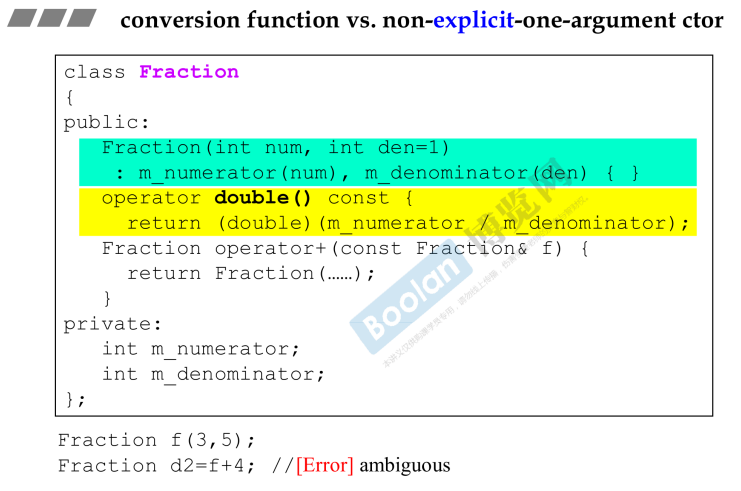 conversion function vs. non-explicit-one-argument ctor
class Fraction
{
public:
Fraction(int num, int den=1)
: m_numerator(num), m_denominator(den) { }
operator double() const {
return (double)(m_numerator / m_denominator);
Fraction operator+(const Fraction& f) {
return Fraction(……);
}
private:
int m_numerator;
int m_denominator;
};
Boolan 博览网
Fraction f(3,5);
Fraction d2=f+4; //[Error] ambiguous